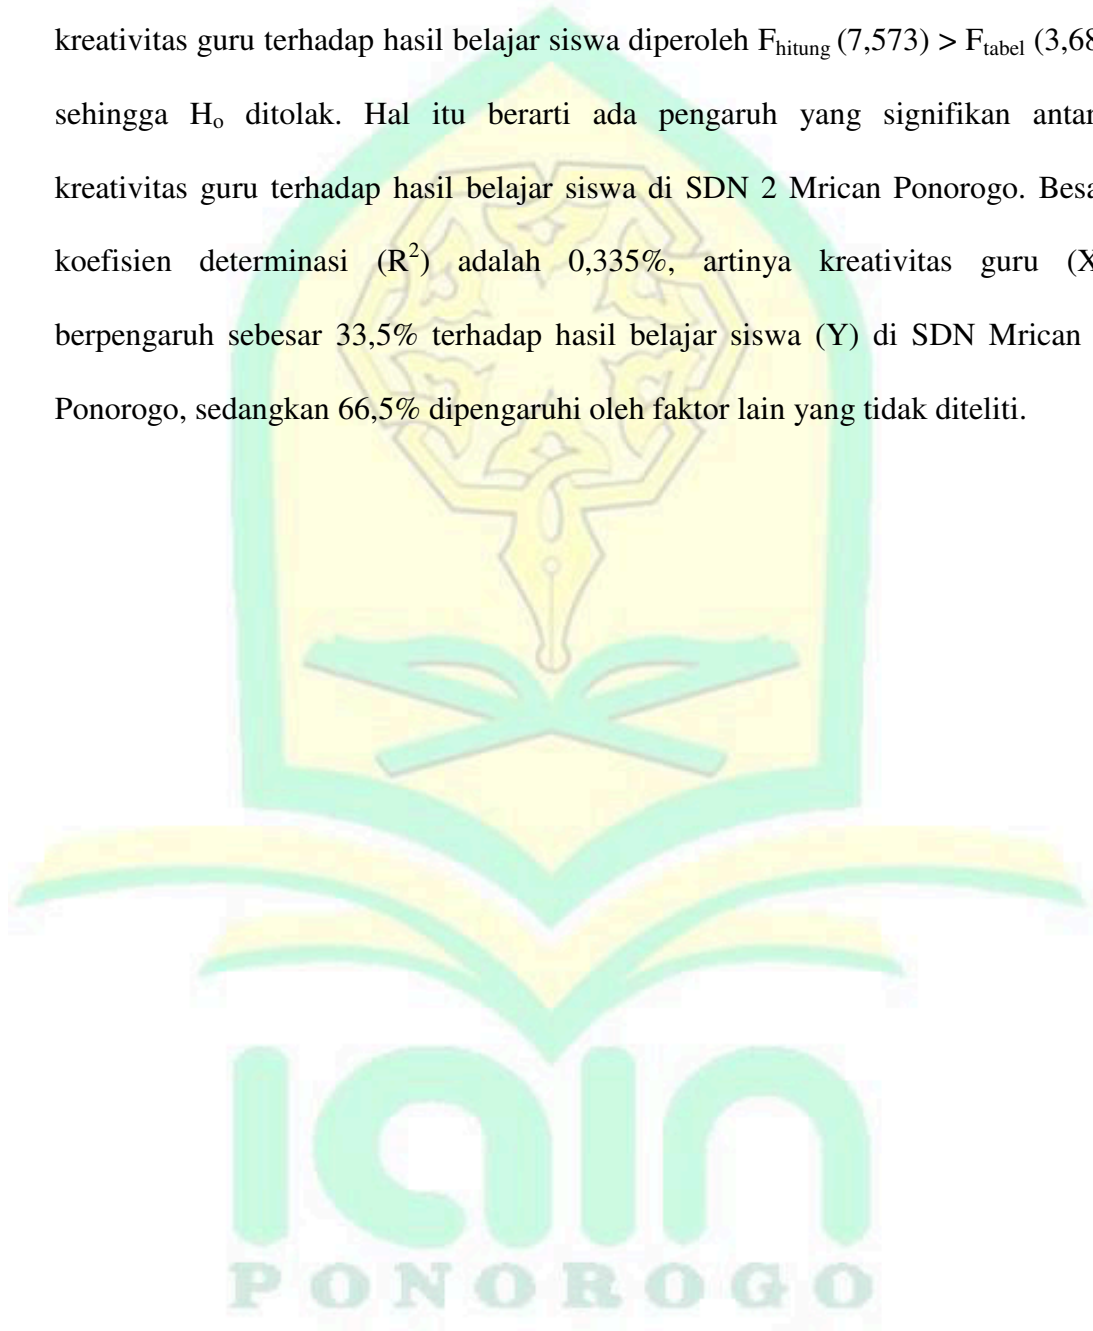 kreativitas guru terhadap hasil belajar siswa diperoleh Fhitung (7,573) > Ftabel (3,68
sehingga Ho ditolak. Hal itu berarti ada pengaruh yang signifikan antar
kreativitas guru terhadap hasil belajar siswa di SDN 2 Mrican Ponorogo. Besa
koefisien determinasi (R²) adalah 0,335%, artinya kreativitas guru (X
berpengaruh sebesar 33,5% terhadap hasil belajar siswa (Y) di SDN Mrican
Ponorogo, sedangkan 66,5% dipengaruhi oleh faktor lain yang tidak diteliti.
iain
PONOROGO